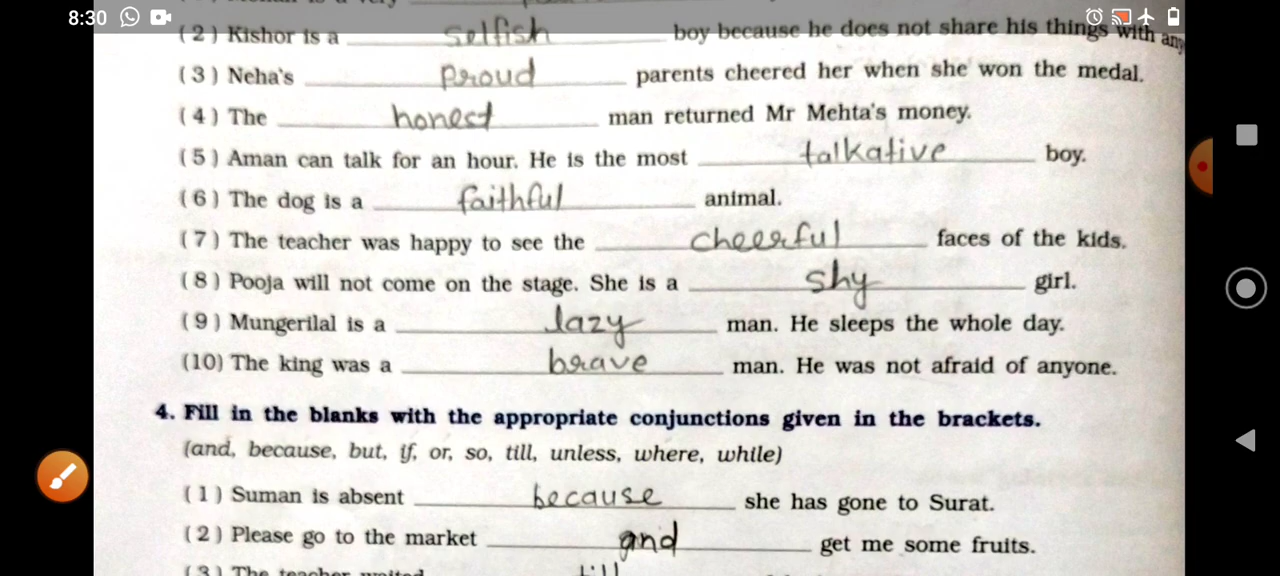 8:30
(2) Kishor is a selfish boy because he does not share his things with any
(3) Neha's proud parents cheered her when she won the medal.
(4) The honest man returned Mr Mehta's money.
(5) Aman can talk for an hour. He is the most talkative boy.
(6) The dog is a faithful animal.
(7) The teacher was happy to see the cheerful faces of the kids.
(8) Pooja will not come on the stage. She is a shy girl.
(9) Mungerilal is a lazy man. He sleeps the whole day.
(10) The king was a brave man. He was not afraid of anyone.
4. Fill in the blanks with the appropriate conjunctions given in the brackets.
(and, because, but, if, or, so, till, unless, where, while)
(1) Suman is absent because she has gone to Surat.
(2) Please go to the market and get me some fruits.
(3) The teacher waited till